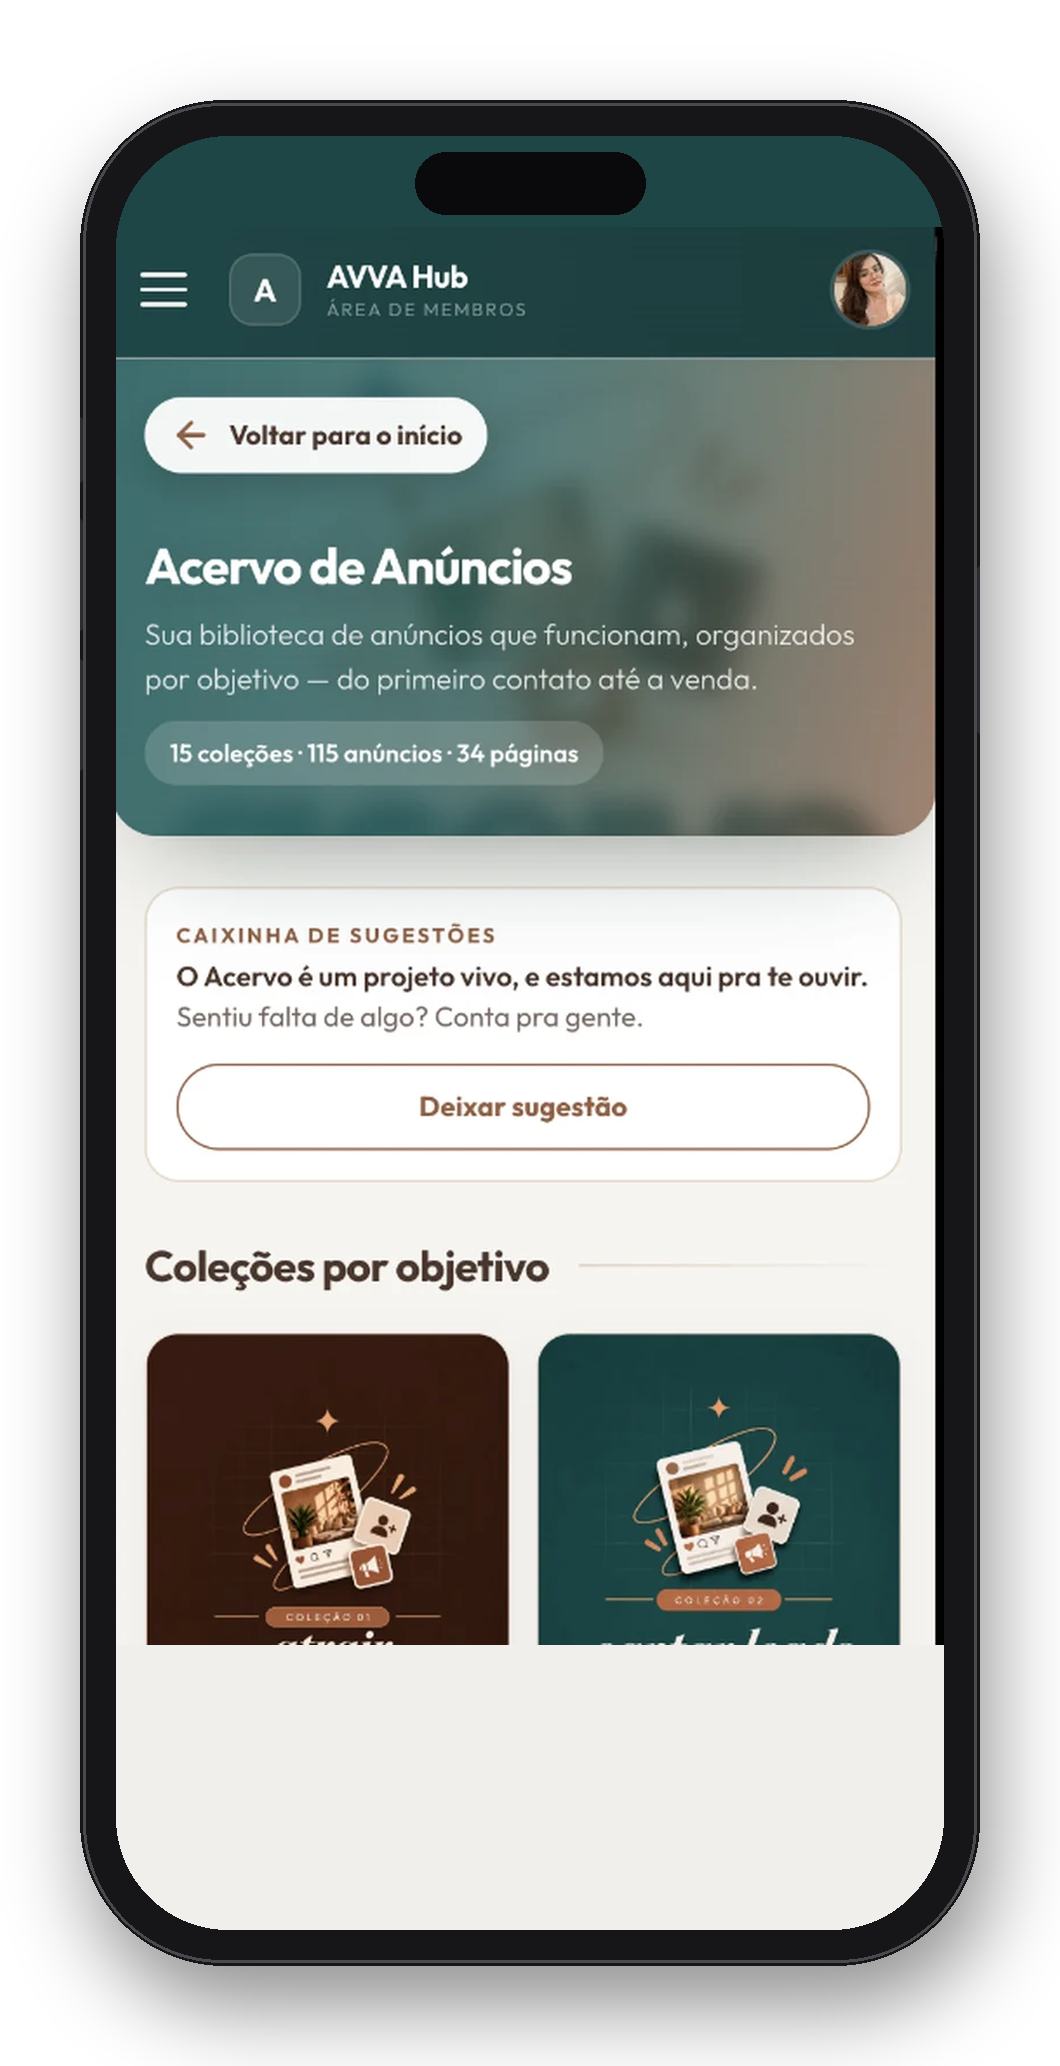 A
AVVA Hub
ÁREA DE MEMBROS
Voltar para o início
Acervo de Anúncios
Sua biblioteca de anúncios que funcionam, organizados
por objetivo — do primeiro contato até a venda.
15 coleções · 115 anúncios · 34 páginas
CAIXINHA DE SUGESTÕES
O Acervo é um projeto vivo, e estamos aqui pra te ouvir.
Sentiu falta de algo? Conta pra gente.
Deixar sugestão
Coleções por objetivo
COLEÇÃO 01
COLEÇÃO 02